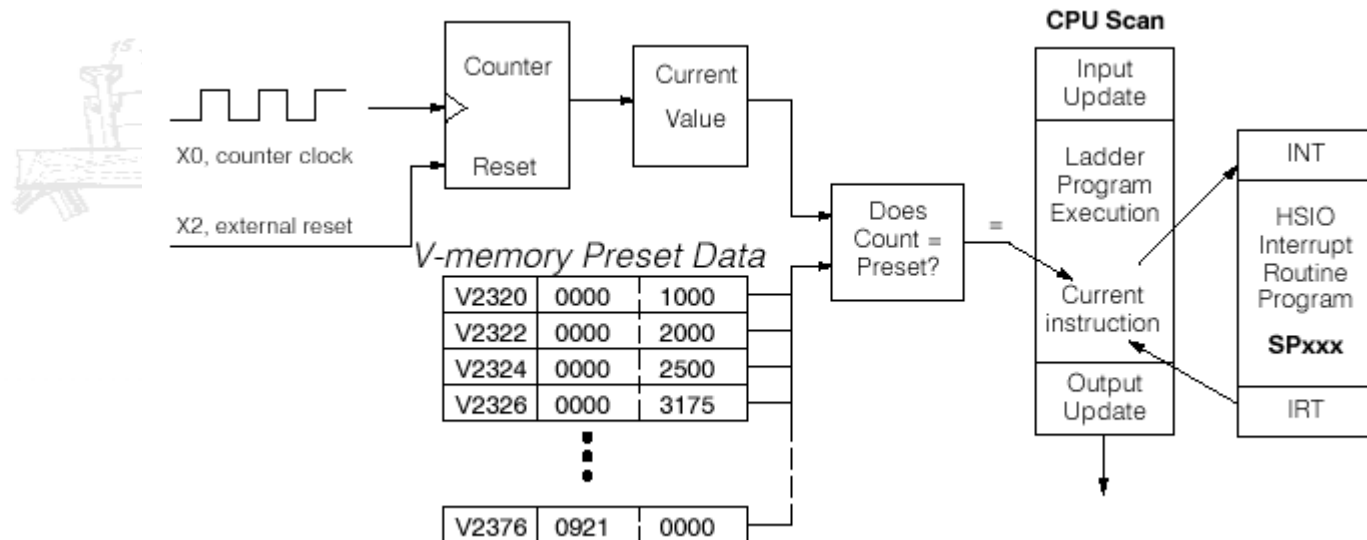 CPU Scan
Counter
Reset
Current
Value
Input
Update
X0, counter clock
X2, external reset
Ladder
Program
Execution
INT
HSIO
Interrupt
Routine
Program
SPxxx
IRT
Does
Count =
Preset?
=
Current
instruction
Output
Update
V-memory Preset Data
V2320 0000 1000
V2322 0000 2000
V2324 0000 2500
V2326 0000 3175
V2376 0921 0000